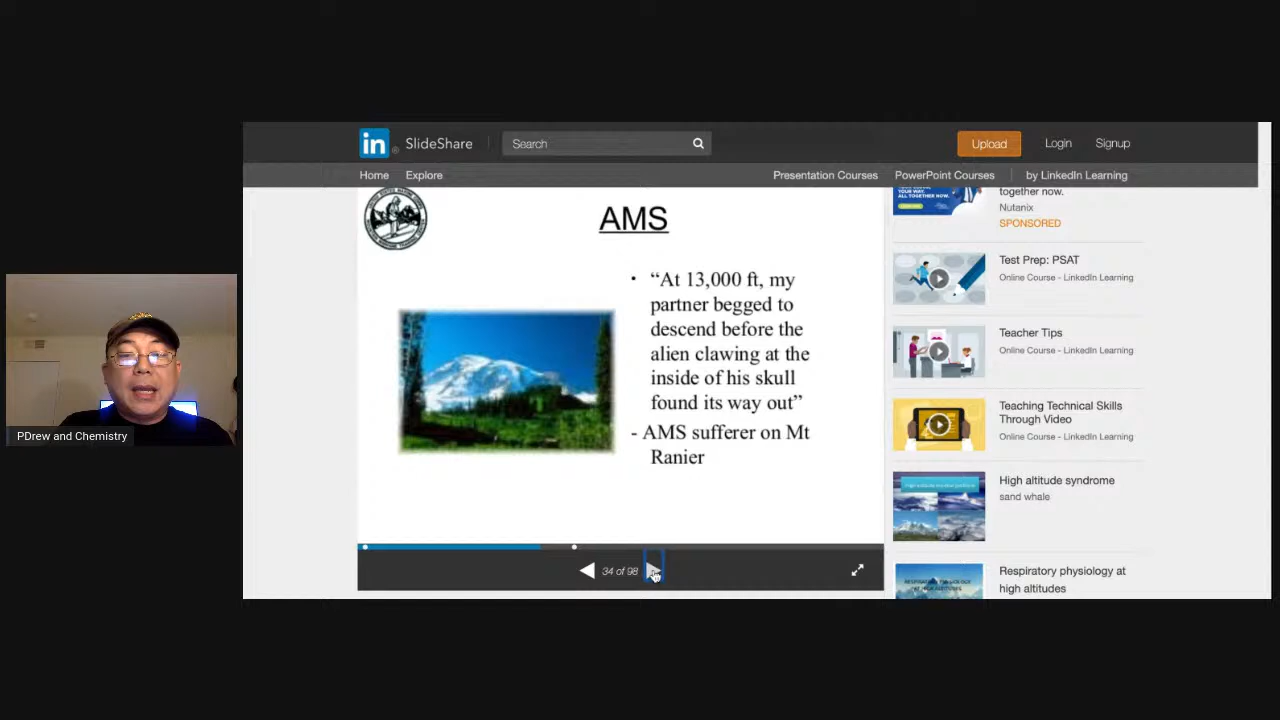 in SlideShare Search Upload Login Signup
Home Explore Presentation Courses PowerPoint Courses by LinkedIn Learning
AMS
• “At 13,000 ft, my
partner begged to
descend before the
alien clawing at the
inside of his skull
found its way out”
- AMS sufferer on Mt
Ranier
34 of 98
together now.
Nutanix
SPONSORED
Test Prep: PSAT
Online Course - LinkedIn Learning
Teacher Tips
Online Course - LinkedIn Learning
Teaching Technical Skills
Through Video
Online Course - LinkedIn Learning
High altitude syndrome
sand whale
Respiratory physiology at
high altitudes
PDrew and Chemistry